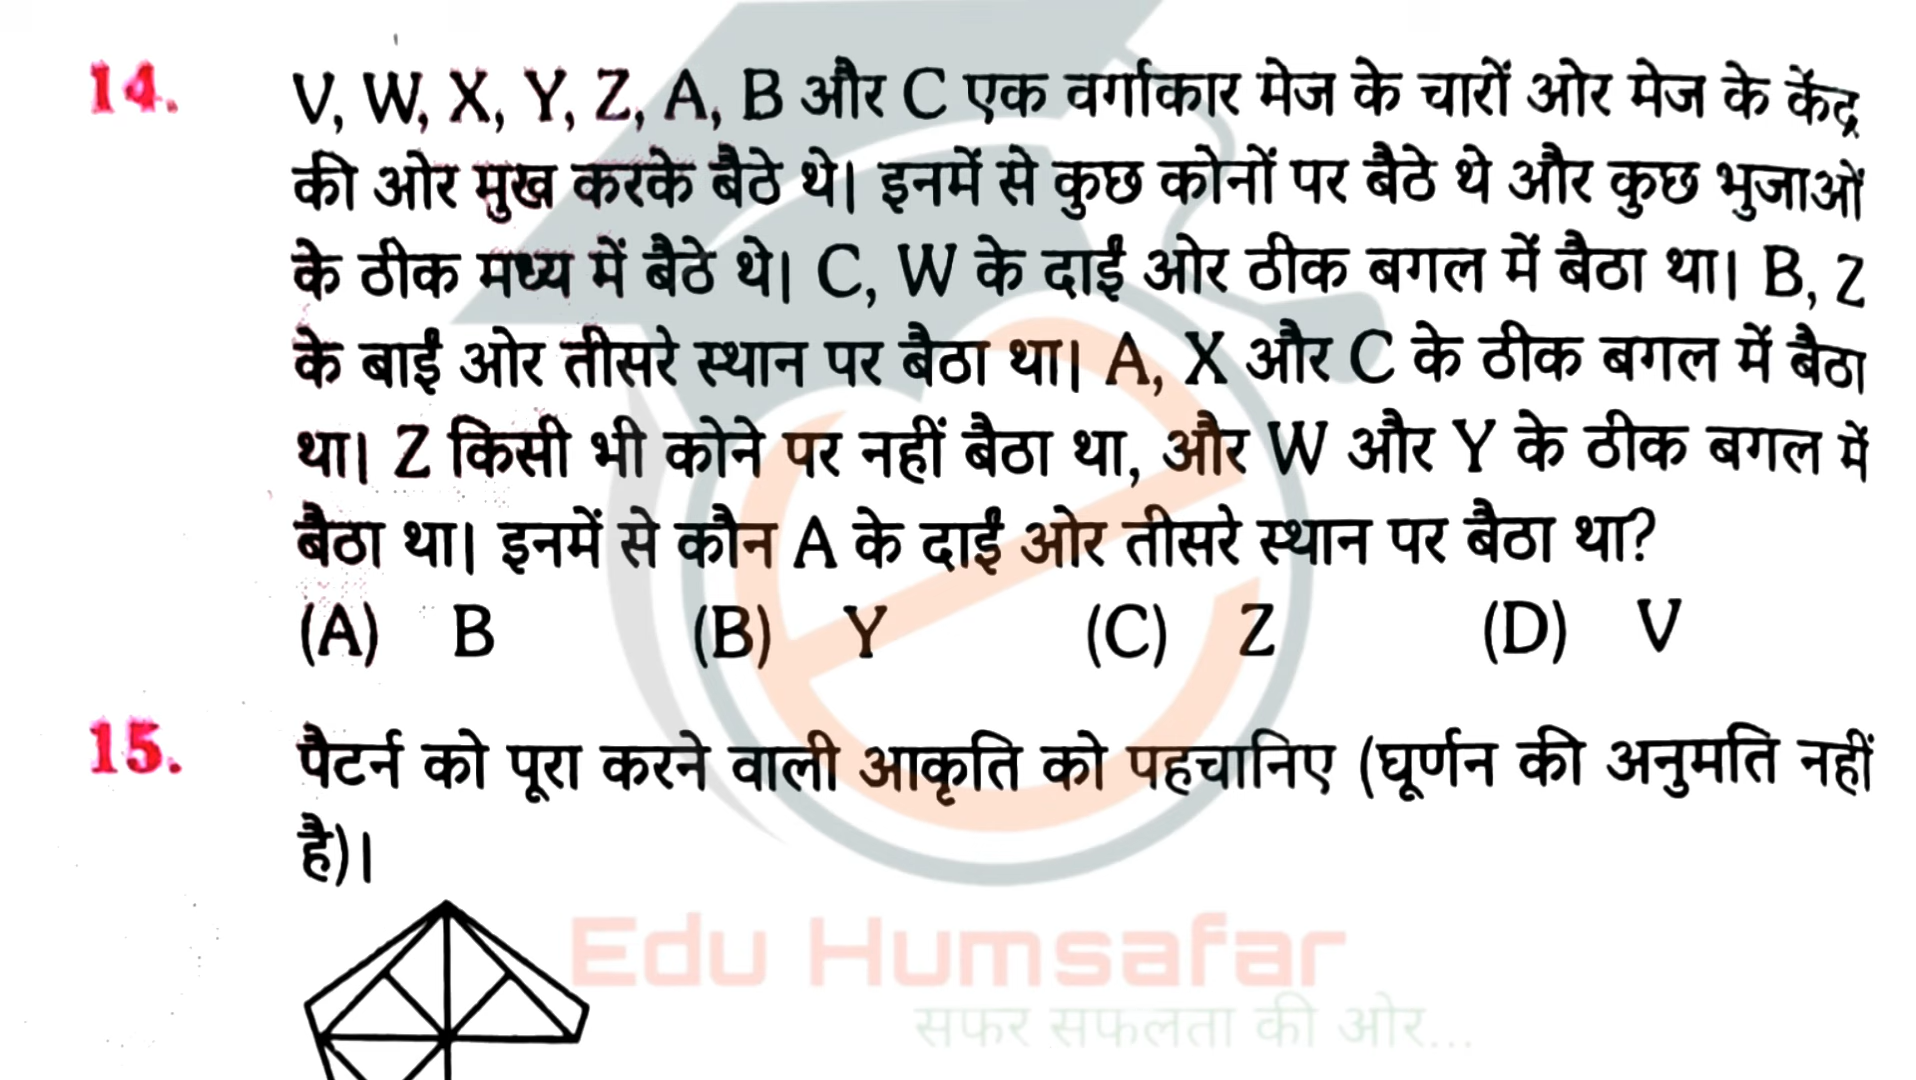 14. V, W, X, Y, Z, A, B और C एक वर्गाकार मेज के चारों ओर मेज के केंद्र
की ओर मुख करके बैठे थे। इनमें से कुछ कोनों पर बैठे थे और कुछ भुजाओं
के ठीक मध्य में बैठे थे। C, W के दाईं ओर ठीक बगल में बैठा था। B, Z
के बाईं ओर तीसरे स्थान पर बैठा था। A, X और C के ठीक बगल में बैठा
था। Z किसी भी कोने पर नहीं बैठा था, और W और Y के ठीक बगल में
बैठा था। इनमें से कौन A के दाईं ओर तीसरे स्थान पर बैठा था?
(A) B (B) Y (C) Z (D) V
15. पैटर्न को पूरा करने वाली आकृति को पहचानिए (घूर्णन की अनुमति नहीं
है)।
Edu Humsafar
सफर सफलता की ओर...